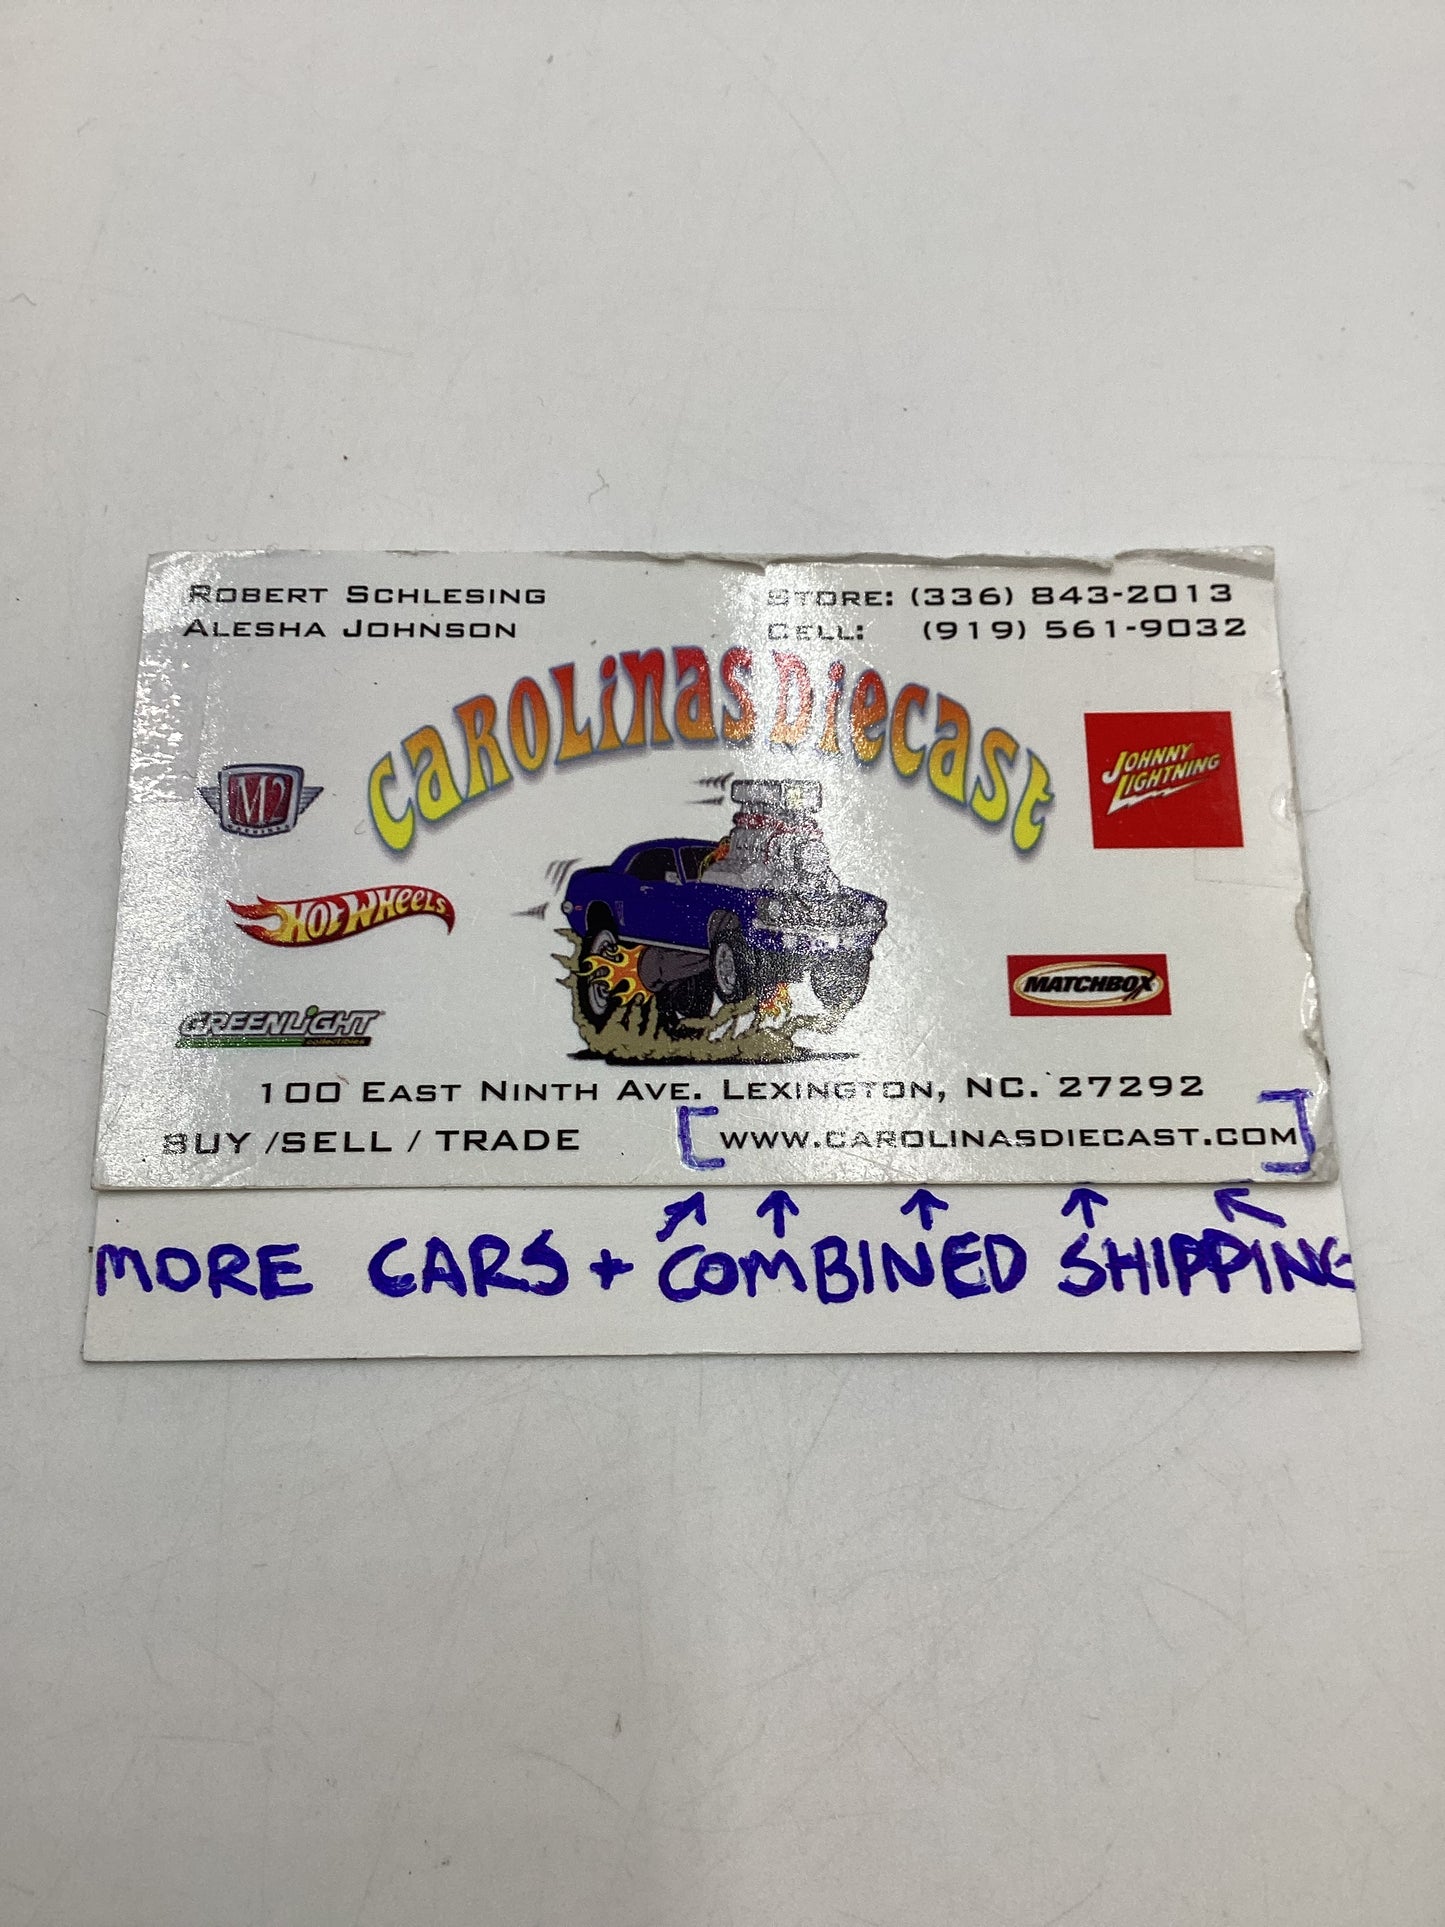 ROBERT SCHLESING
ALESHA JOHNSON
STORE: (336) 843-2013
CELL: (919) 561-9032
CAROLINAS DIECAST
M2
MACHINES
JOHNNY LIGHTNING
HOT WHEELS
MATCHBOX
GREENLIGHT
collectibles
100 EAST NINTH AVE. LEXINGTON, NC. 27292
BUY /SELL / TRADE
[WWW.CAROLINASDIECAST.COM]
MORE CARS + COMBINED SHIPPING